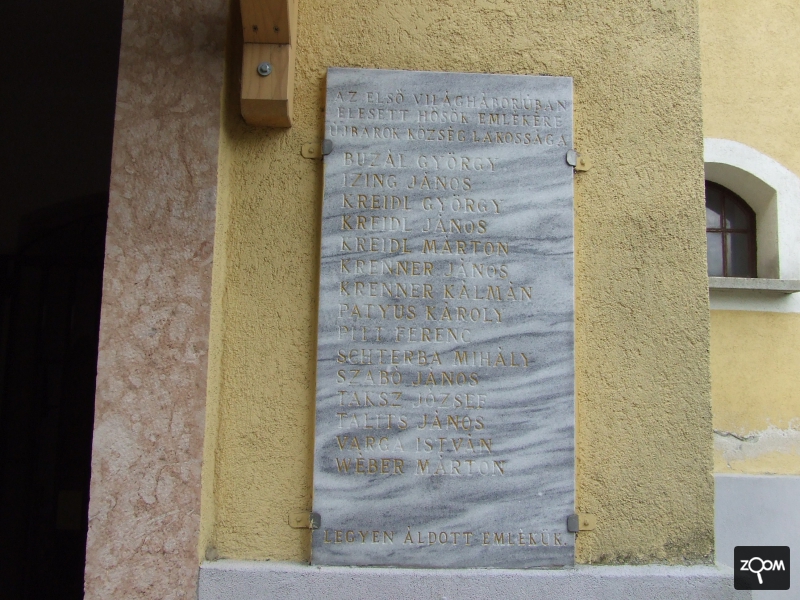 AZ ELSŐ VILÁGHÁBORÚBAN
ELESETT HŐSÖK EMLÉKÉRE
ÚJBAROK KÖZSÉG LAKOSSÁGA
BUZÁL GYÖRGY
IZING JÁNOS
KREIDL GYÖRGY
KREIDL JÁNOS
KREIDL MÁRTON
KRENNER JÁNOS
KRENNER KÁLMÁN
PATYUS KÁROLY
PITT FERENC
SCHTERBA MIHÁLY
SZABÓ JÁNOS
TAKSZ JÓZSEF
TALITS JÁNOS
VARGA ISTVÁN
WÉBER MÁRTON
LEGYEN ÁLDOTT EMLÉKÜK.
ZOOM